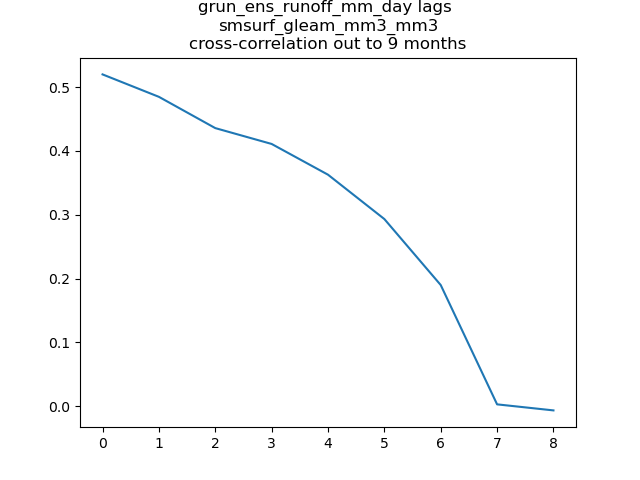 grun_ens_runoff_mm_day lags
smsurf_gleam_mm3_mm3
cross-correlation out to 9 months
0.5
0.4
0.3
0.2
0.1
0.0
0 1 2 3 4 5 6 7 8